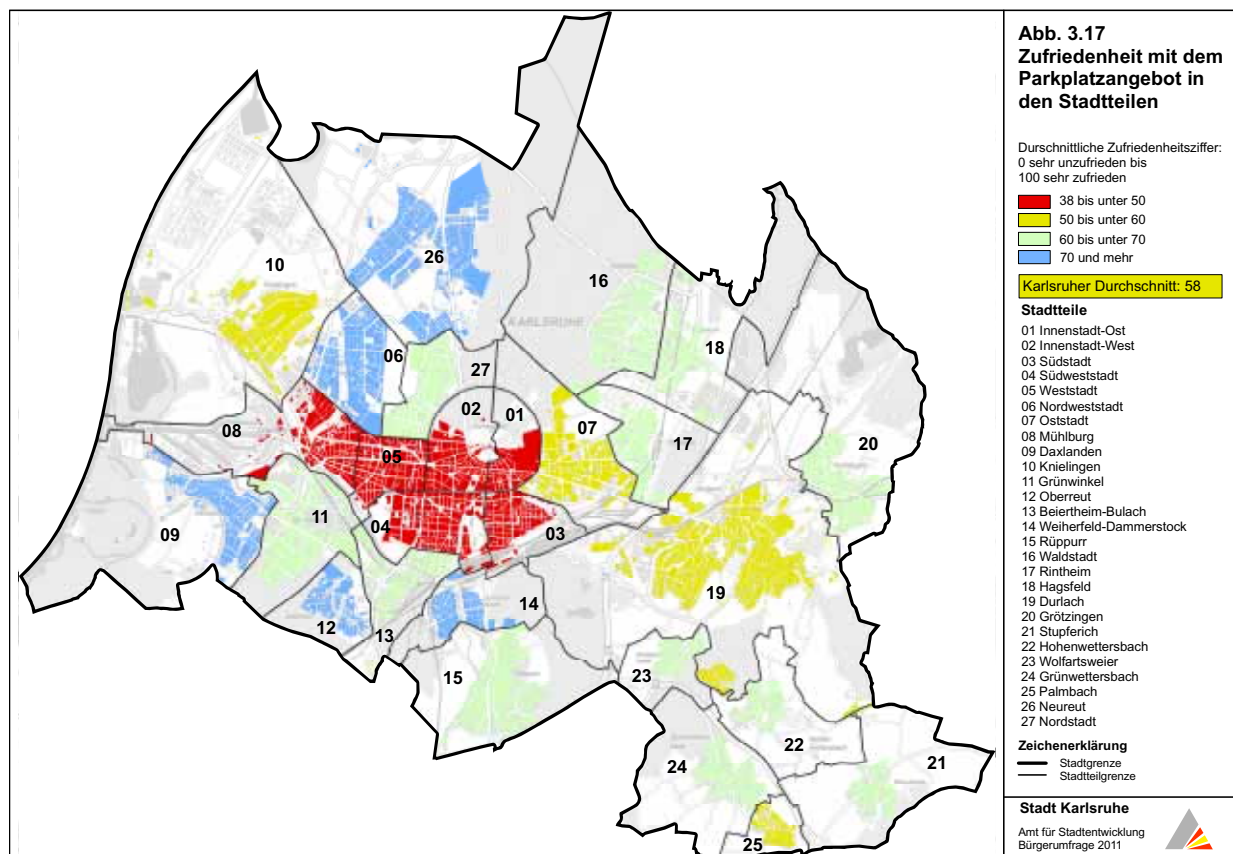 Abb. 3.17
Zufriedenheit mit dem
Parkplatzangebot in
den Stadtteilen
Durschnittliche Zufriedenheitsziffer:
0 sehr unzufrieden bis
100 sehr zufrieden
38 bis unter 50
50 bis unter 60
60 bis unter 70
70 und mehr
Karlsruher Durchschnitt: 58
Stadtteile
01 Innenstadt-Ost
02 Innenstadt-West
03 Südstadt
04 Südweststadt
05 Weststadt
06 Nordweststadt
07 Oststadt
08 Mühlburg
09 Daxlanden
10 Knielingen
11 Grünwinkel
12 Oberreut
13 Beiertheim-Bulach
14 Weiherfeld-Dammerstock
15 Rüppurr
16 Waldstadt
17 Rintheim
18 Hagsfeld
19 Durlach
20 Grötzingen
21 Stupferich
22 Hohenwettersbach
23 Wolfartsweier
24 Grünwettersbach
25 Palmbach
26 Neureut
27 Nordstadt
Zeichenerklärung
Stadtgrenze
Stadtteilgrenze
Stadt Karlsruhe
Amt für Stadtentwicklung
Bürgerumfrage 2011
26
10
16
KARLSRUHE
18
06
27
02
01
07
08
05
17
20
11
04
03
09
19
14
12
13
15
23
22
24
21
25